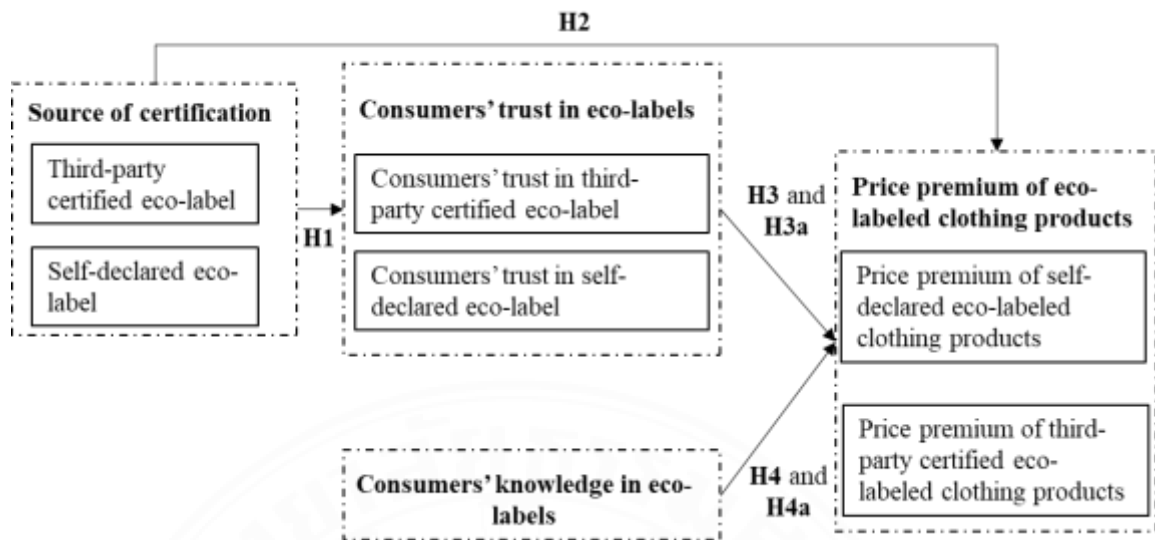 H2
Source of certification
Third-party
certified eco-label
Self-declared eco-
label
H1
Consumers' trust in eco-labels
Consumers' trust in third-
party certified eco-label
Consumers' trust in self-
declared eco-label
H3 and
H3a
Consumers' knowledge in eco-
labels
H4 and
H4a
Price premium of eco-
labeled clothing products
Price premium of self-
declared eco-labeled
clothing products
Price premium of third-
party certified eco-
labeled clothing products